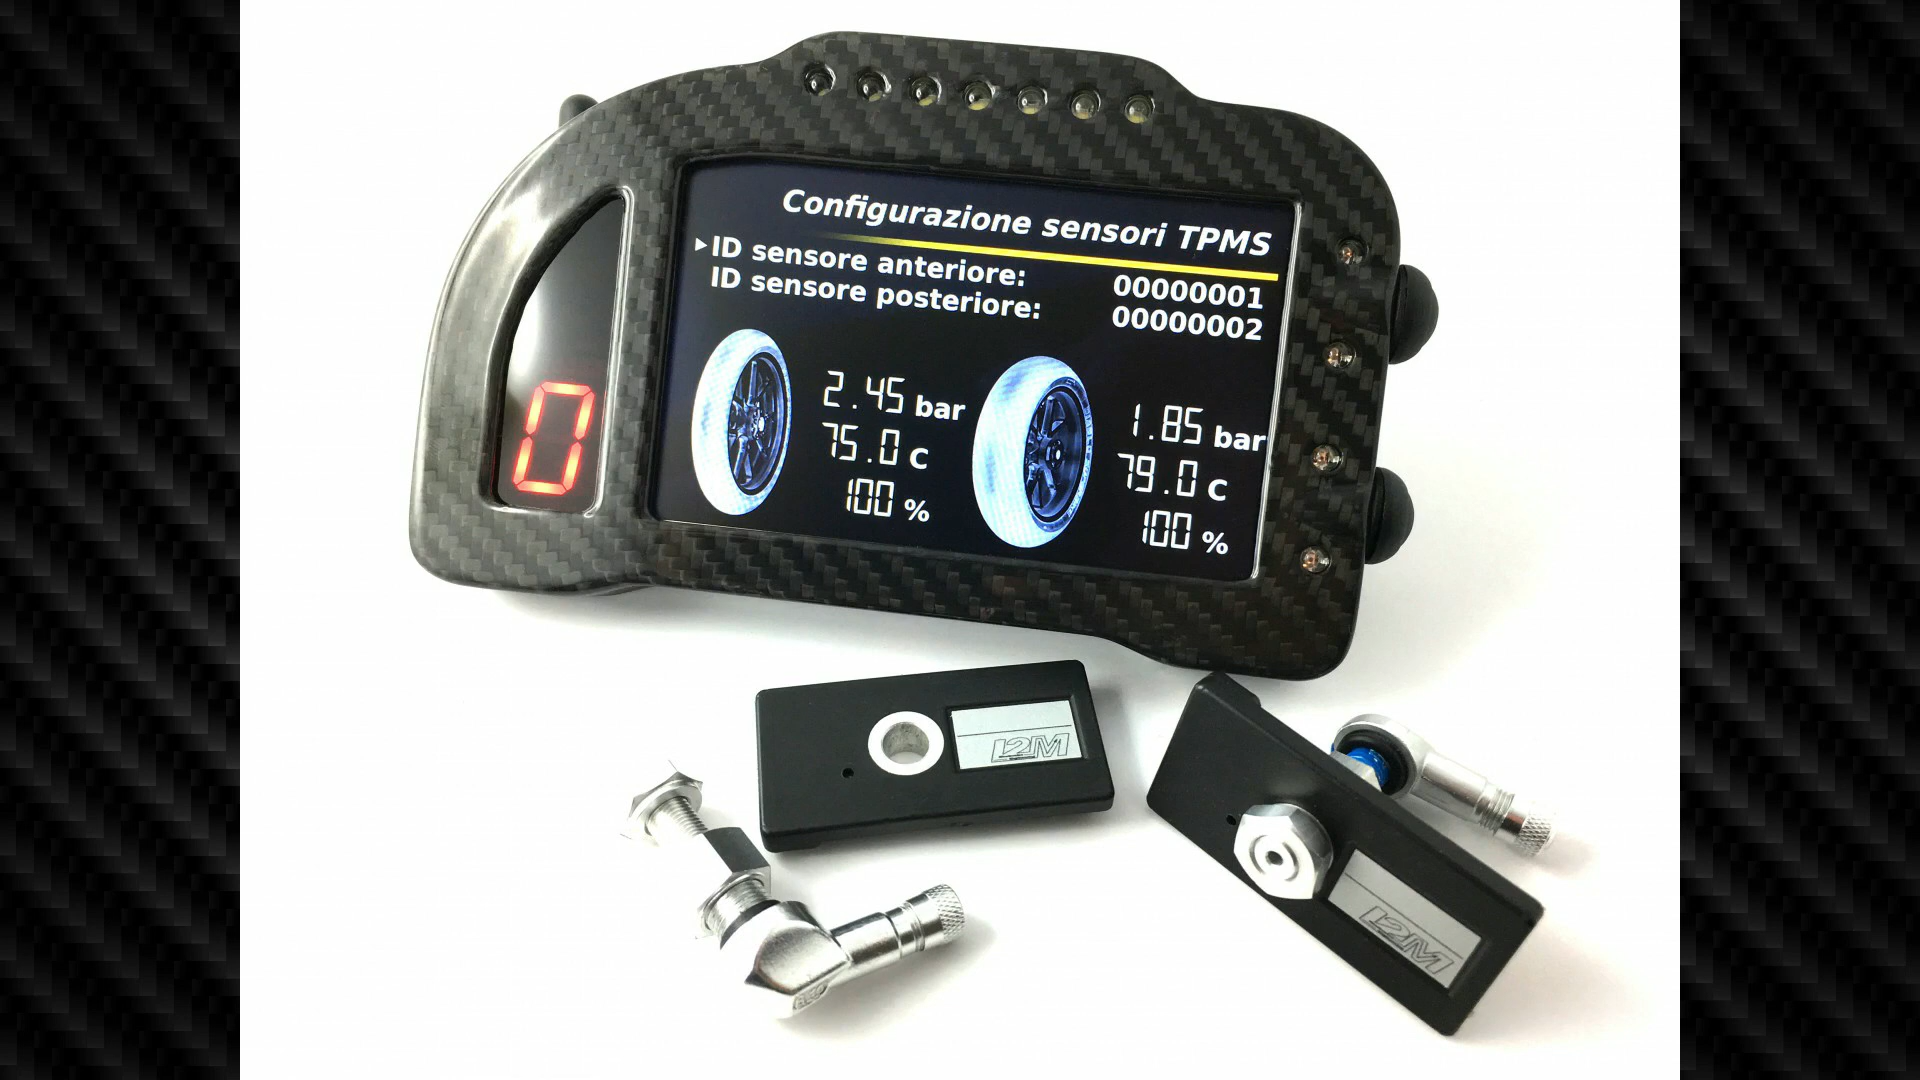 Configurazione sensori TPMS
ID sensore anteriore: 00000001
ID sensore posteriore: 00000002
2.45 bar
75.0 C
100 %
1.85 bar
79.0 C
100 %
0
I2M
I2M